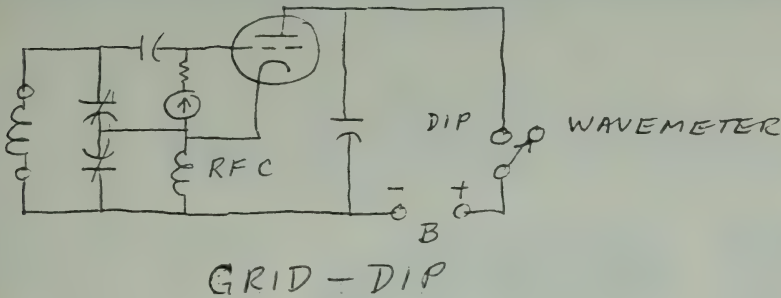 DIP WAVEMETER
RFC
- +
B
GRID-DIP